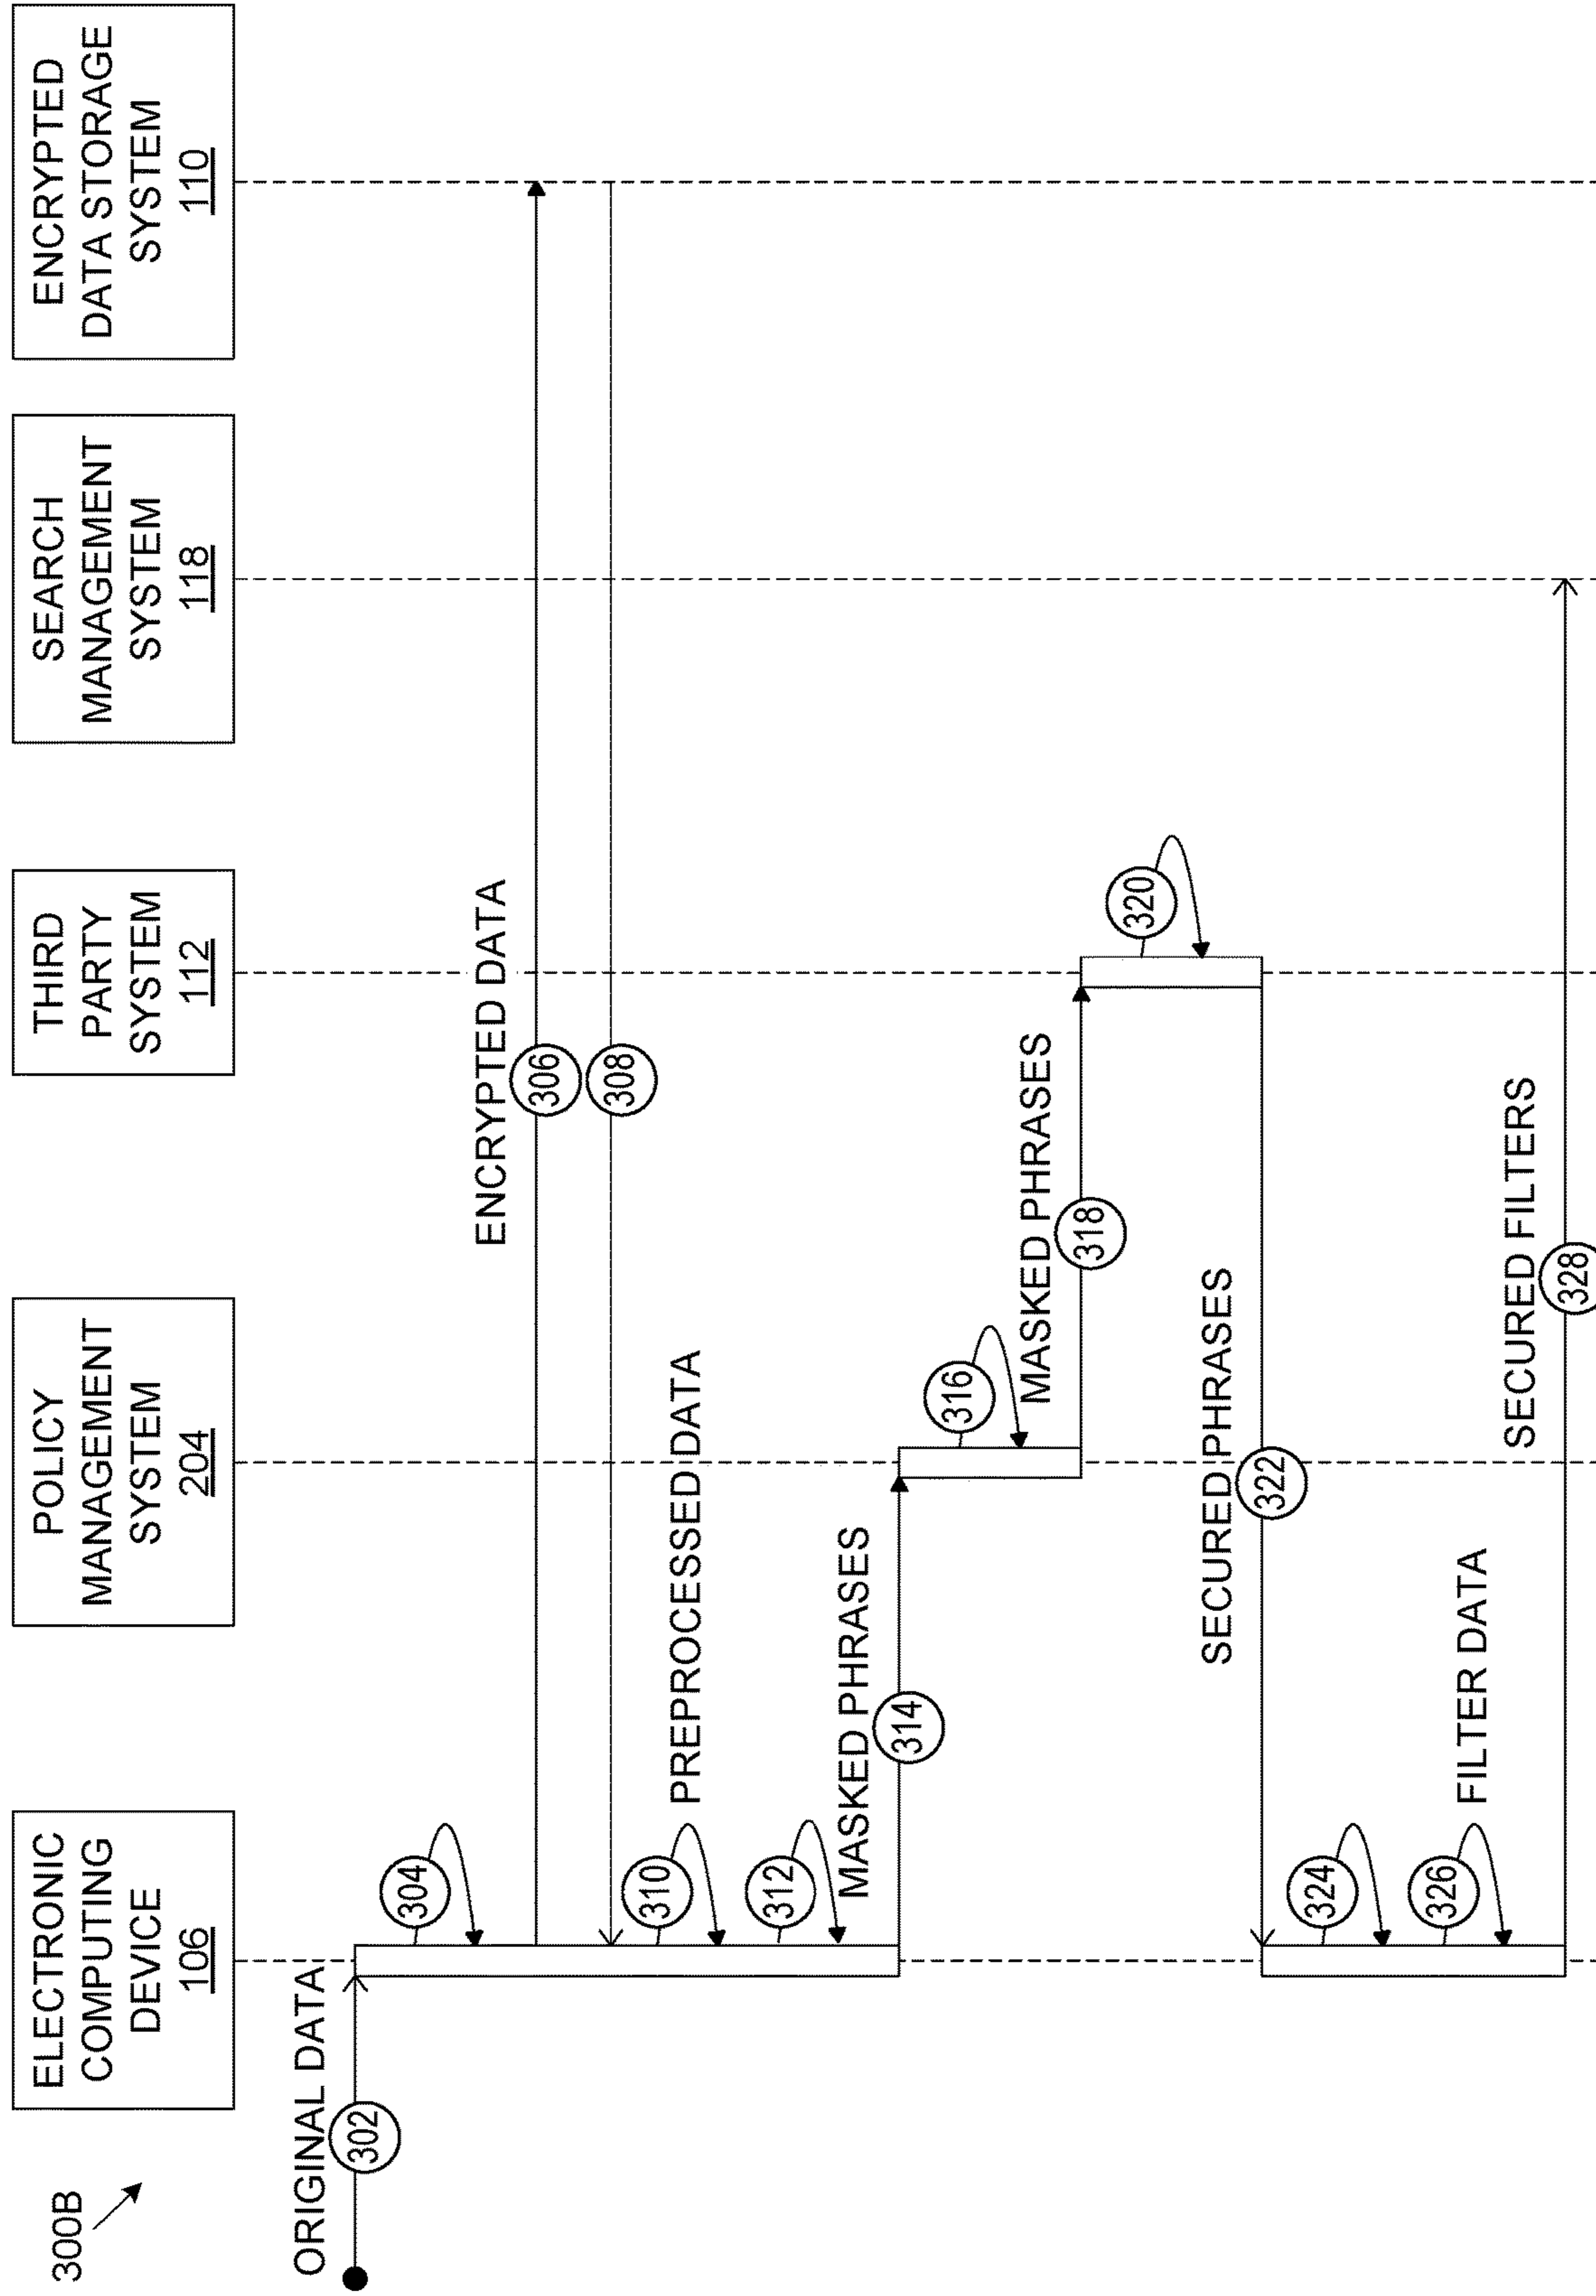 300B
ELECTRONIC
COMPUTING
DEVICE
106
POLICY
MANAGEMENT
SYSTEM
204
THIRD
PARTY
SYSTEM
112
SEARCH
MANAGEMENT
SYSTEM
118
ENCRYPTED
DATA STORAGE
SYSTEM
110
ORIGINAL DATA
302
304
ENCRYPTED DATA
306
308
310
PREPROCESSED DATA
312
MASKED PHRASES
314
316
MASKED PHRASES
318
320
SECURED PHRASES
322
324
326
FILTER DATA
SECURED FILTERS
328